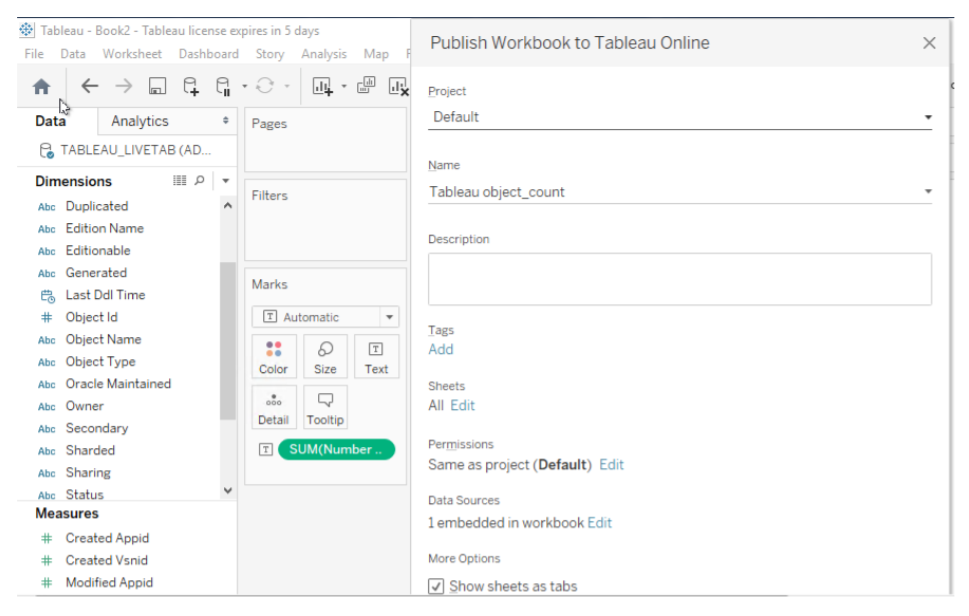 Tableau - Book2 - Tableau license expires in 5 days
File Data Worksheet Dashboard Story Analysis Map
Data Analytics
TABLEAU_LIVETAB (AD...
Dimensions
Abc Duplicated
Abc Edition Name
Abc Editionable
Abc Generated
Last Ddl Time
# Object Id
Abc Object Name
Abc Object Type
Abc Oracle Maintained
Abc Owner
Abc Secondary
Abc Sharded
Abc Sharing
Abc Status
Measures
# Created Appid
# Created Vsnid
# Modified Appid
Pages
Filters
Marks
T Automatic
Color Size Text
Detail Tooltip
T SUM(Number ..
Publish Workbook to Tableau Online
Project
Default
Name
Tableau object_count
Description
Tags
Add
Sheets
All Edit
Permissions
Same as project (Default) Edit
Data Sources
1 embedded in workbook Edit
More Options
Show sheets as tabs